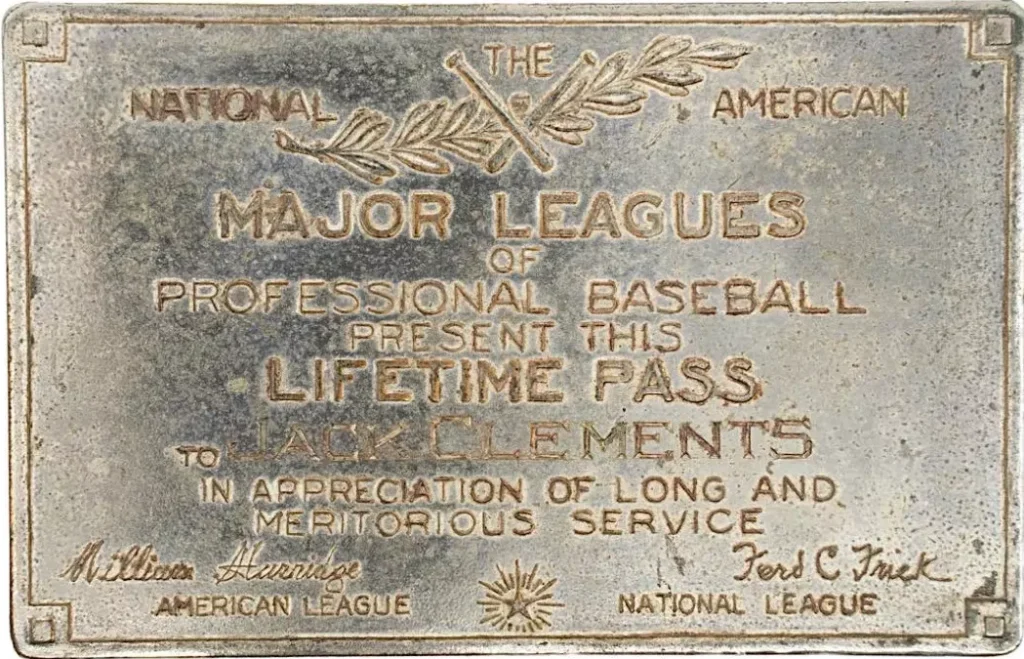 THE
NATIONAL AMERICAN
MAJOR LEAGUES
OF
PROFESSIONAL BASEBALL
PRESENT THIS
LIFETIME PASS
TO JACK CLEMENTS
IN APPRECIATION OF LONG AND
MERITORIOUS SERVICE
William Harridge Ford C Frick
AMERICAN LEAGUE NATIONAL LEAGUE